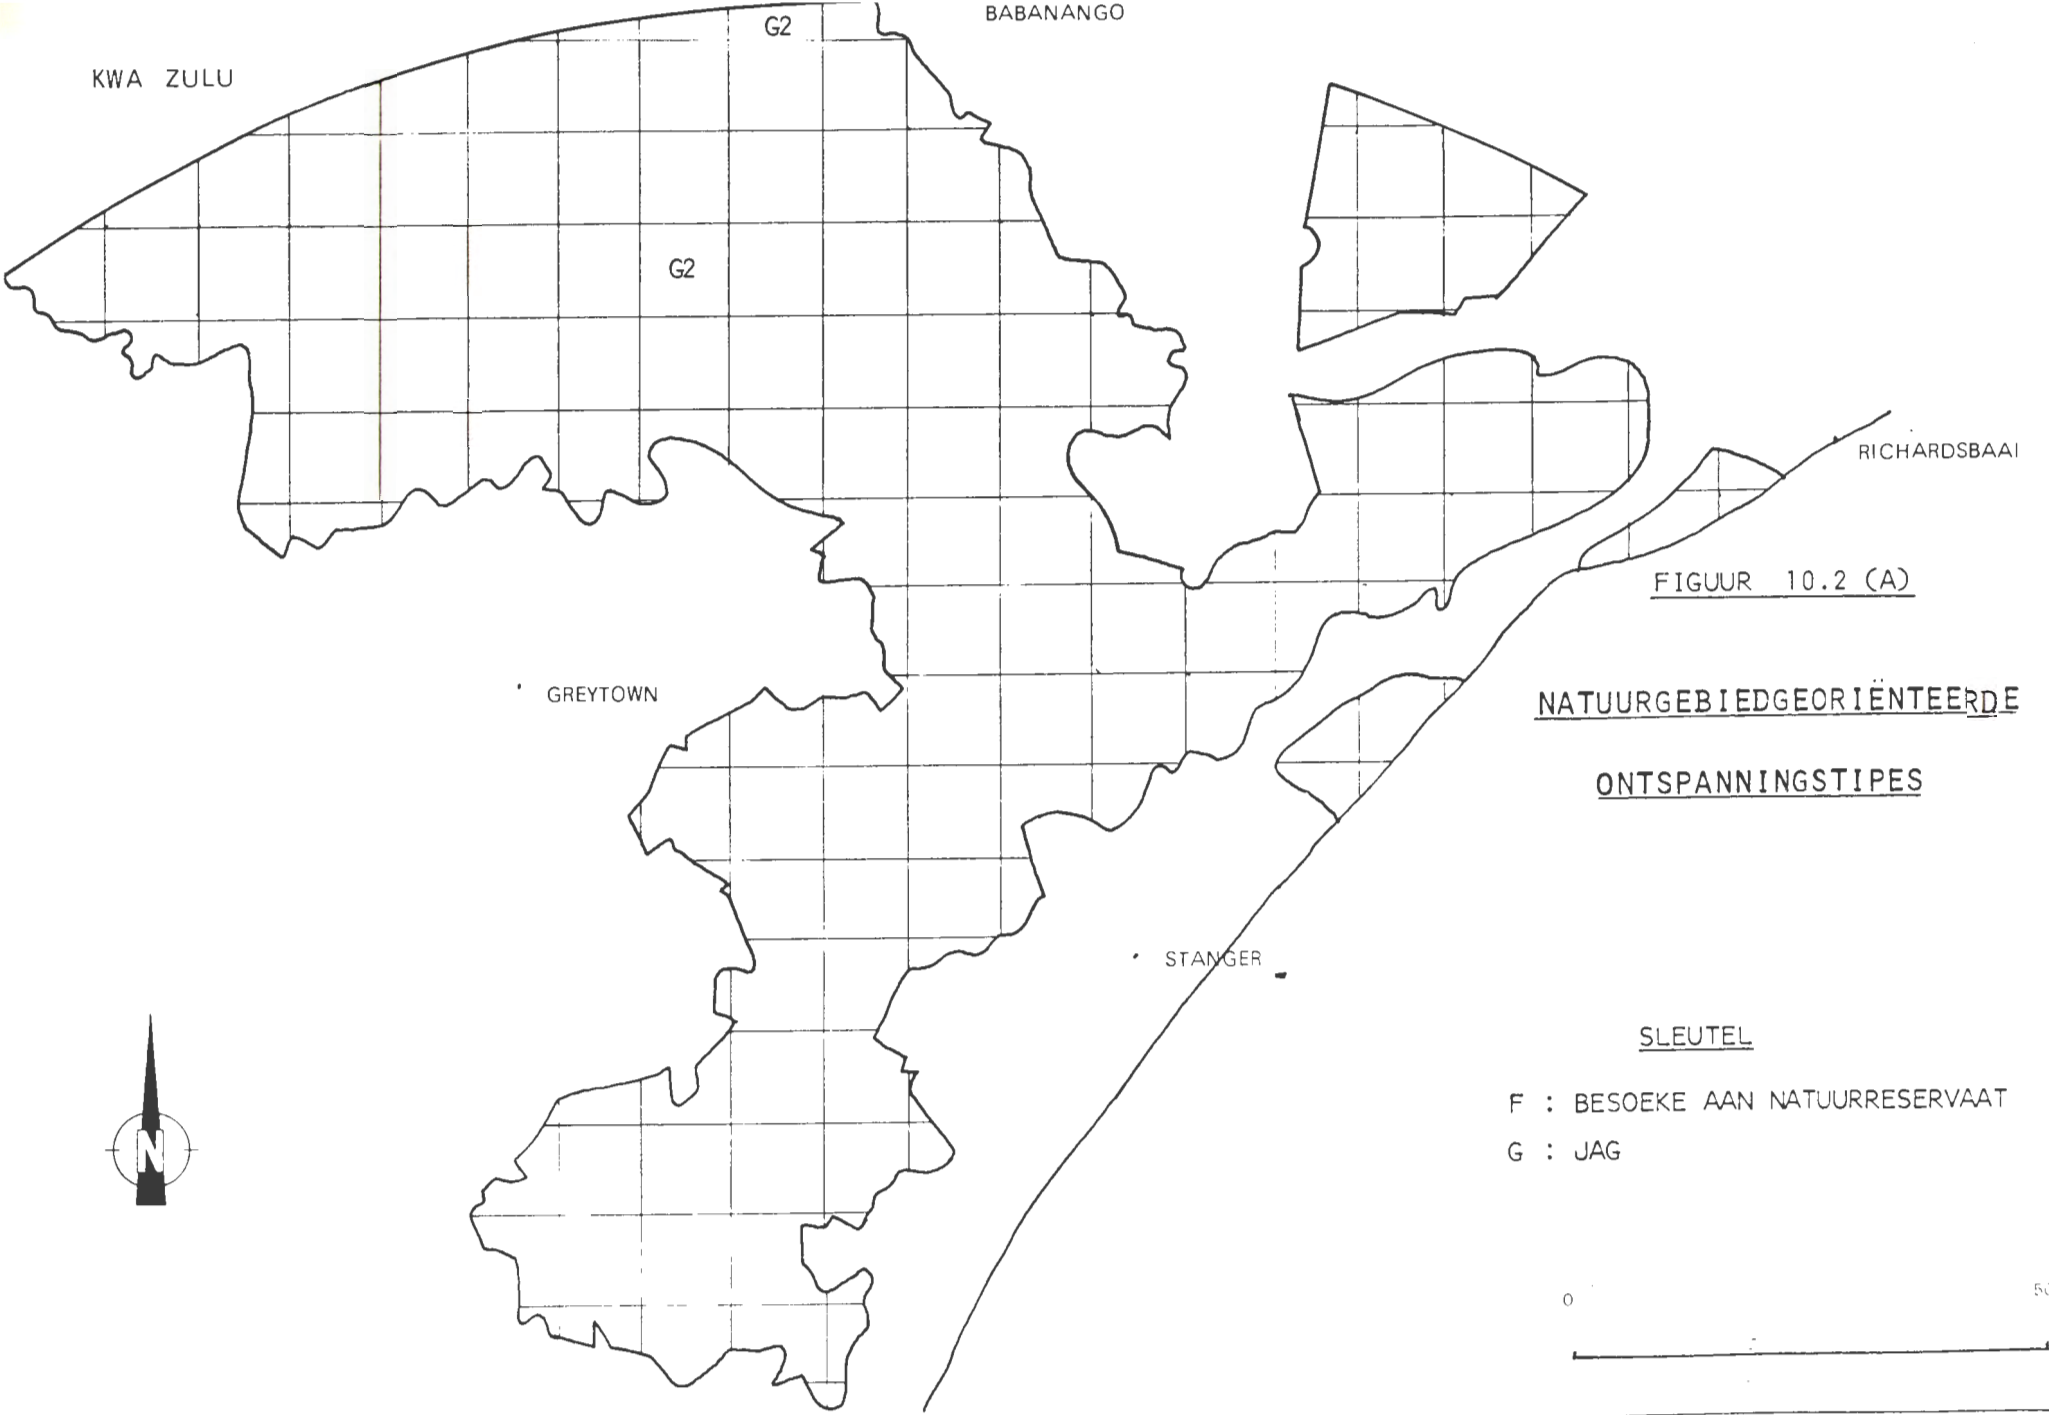 BABANANGO
G2
KWA ZULU
G2
RICHARDSBAAI
FIGUUR 10.2 (A)
GREYTOWN
NATUURGEBIEDGEORIËNTEERDE
ONTSPANNINGSTIPES
STANGER
SLEUTEL
F : BESOEKE AAN NATUURRESERVAAT
G : JAG
N
0